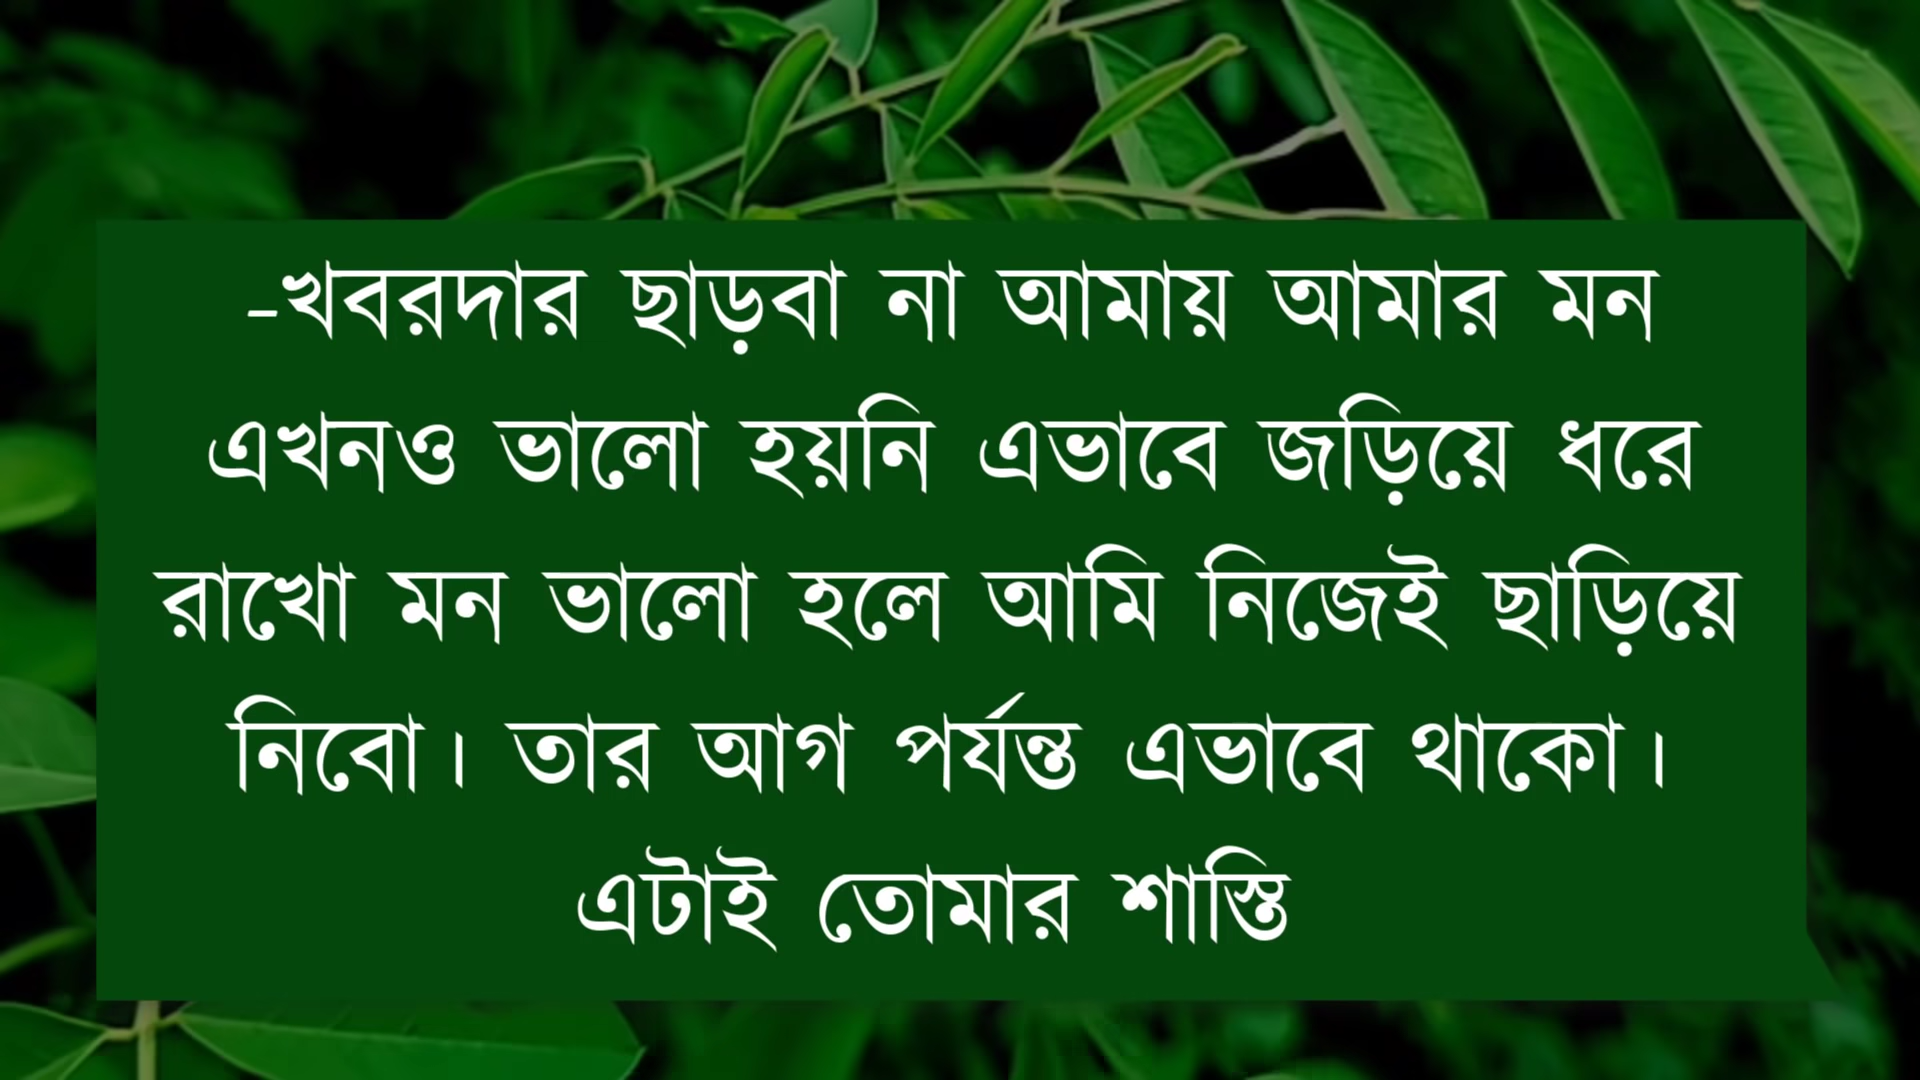 -খবরদার ছাড়বা না আমায় আমার মন
এখনও ভালো হয়নি এভাবে জড়িয়ে ধরে
রাখো মন ভালো হলে আমি নিজেই ছাড়িয়ে
নিবো। তার আগ পর্যন্ত এভাবে থাকো।
এটাই তোমার শাস্তি